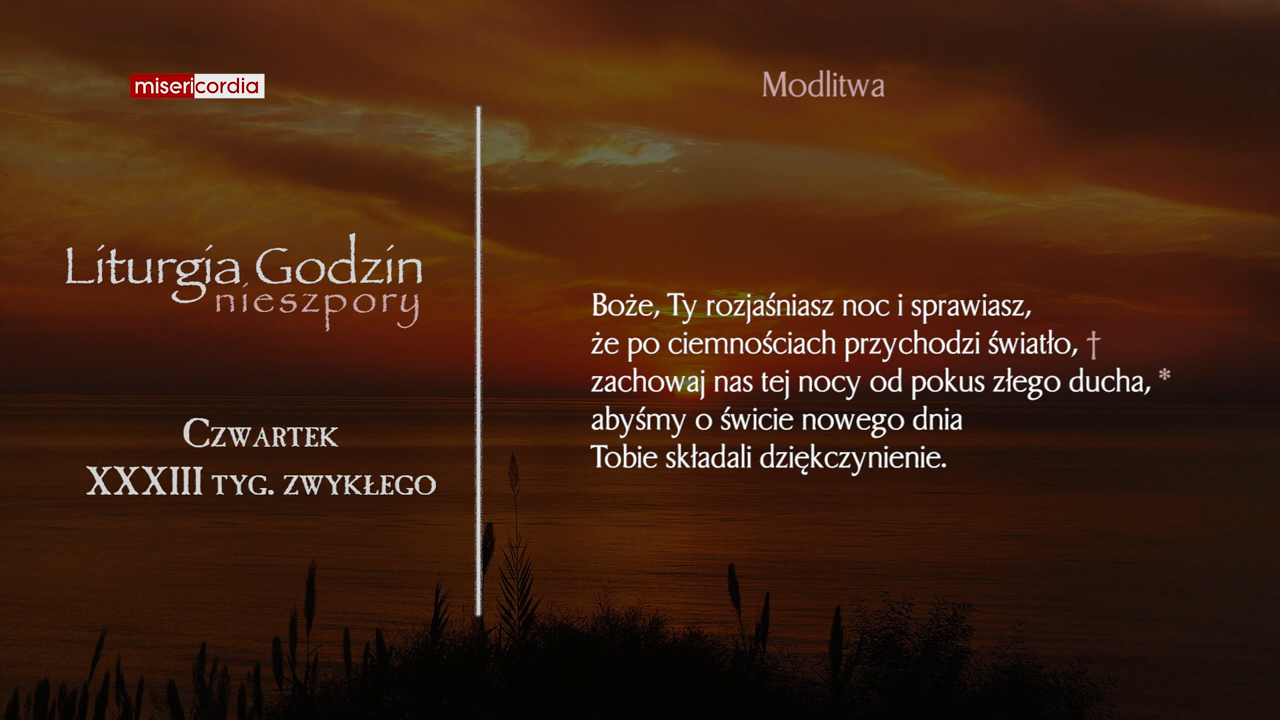 misericordia
Liturgia Godzin
nieszpory
Czwartek
XXXIII tyg. zwykłego
Modlitwa
Boże, Ty rozjaśniasz noc i sprawiasz,
że po ciemnościach przychodzi światło, †
zachowaj nas tej nocy od pokus złego ducha, *
abyśmy o świcie nowego dnia
Tobie składali dziękczynienie.